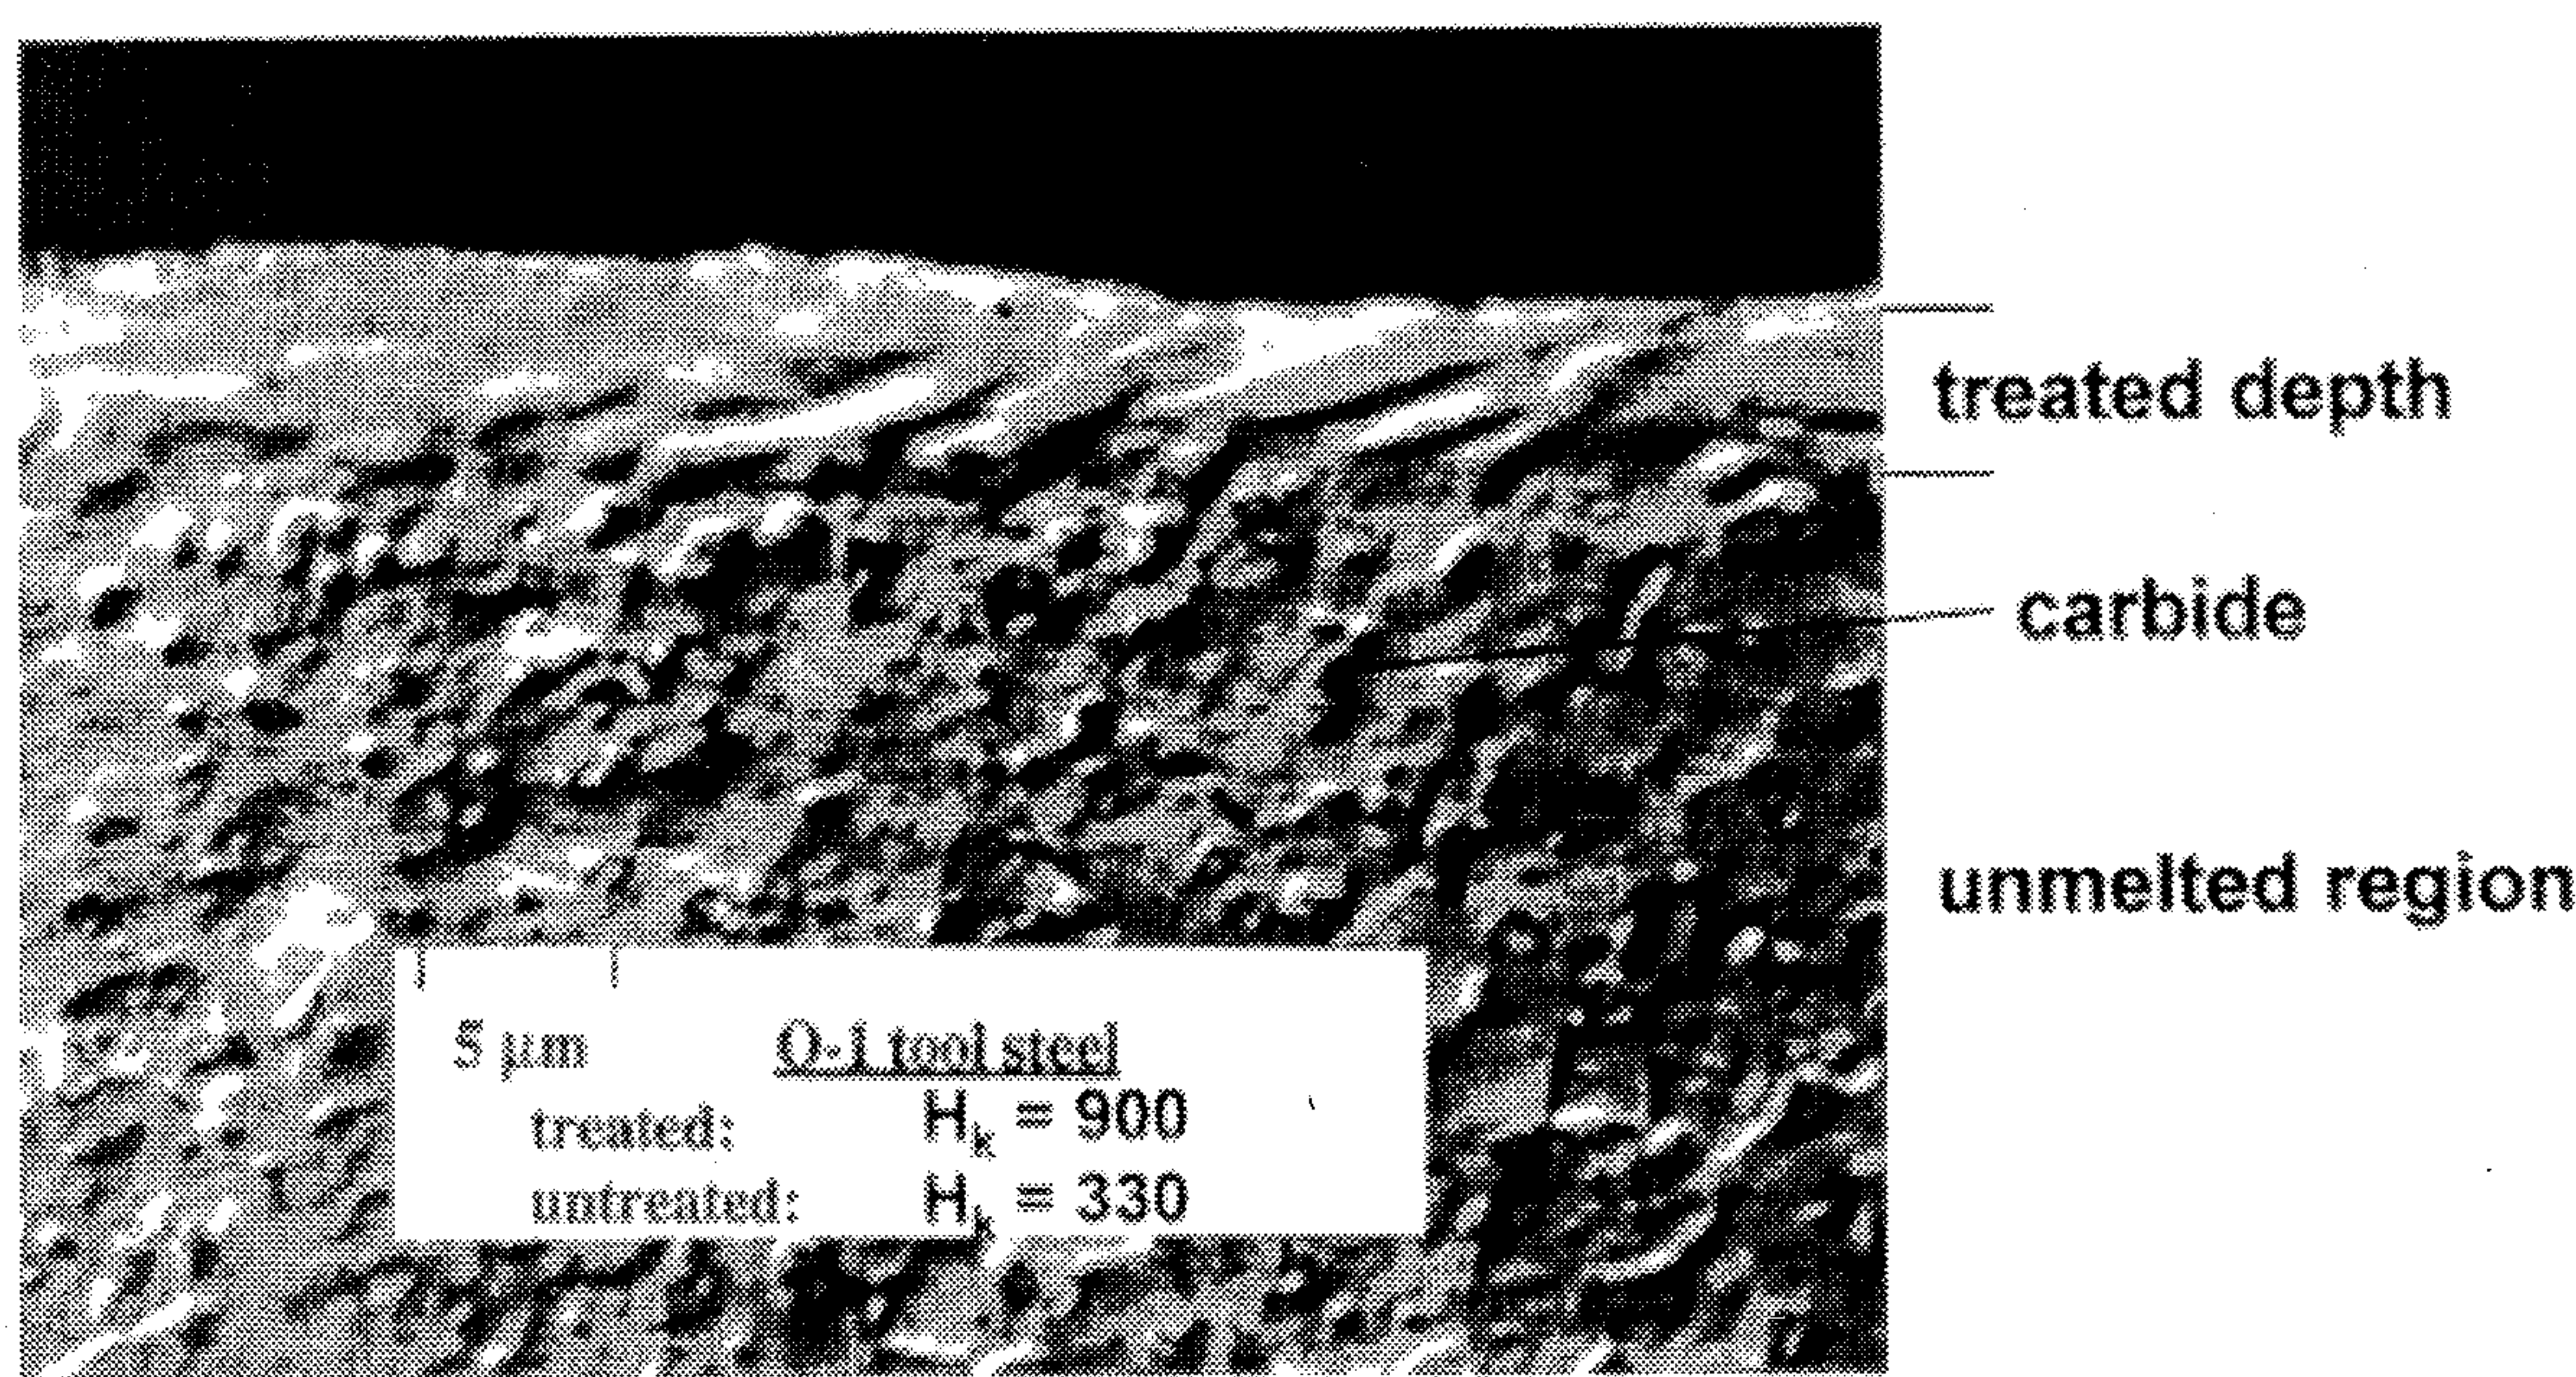 treated depth
carbide
unmelted region
5 μm O-1 tool steel
treated: Hk = 900
untreated: Hk = 330